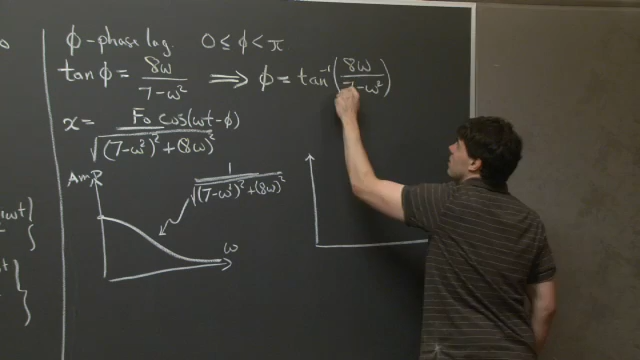 ϕ-phase lag. 0 ≤ ϕ < π
tan ϕ = 8ω / (7-ω²) ⟹ ϕ = tan⁻¹(8ω / (7-ω²))
x = F₀ cos(ωt-ϕ) / √((7-ω²)² + (8ω)²)
Amp 1 / √((7-ω²)² + (8ω)²)
ω